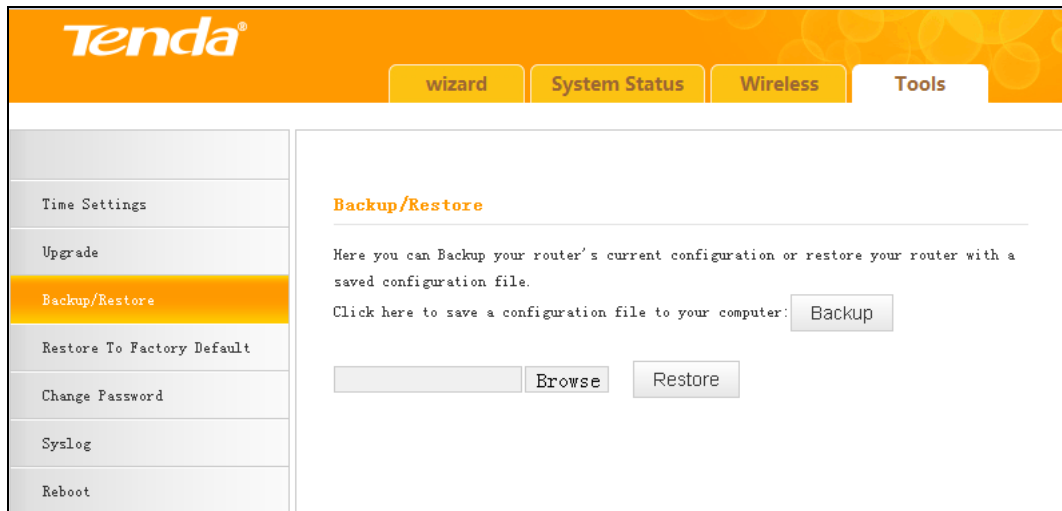 Tenda®
wizard
System Status
Wireless
Tools
Time Settings
Upgrade
Backup/Restore
Restore To Factory Default
Change Password
Syslog
Reboot
Backup/Restore
Here you can Backup your router's current configuration or restore your router with a
saved configuration file.
Click here to save a configuration file to your computer: Backup
Browse Restore